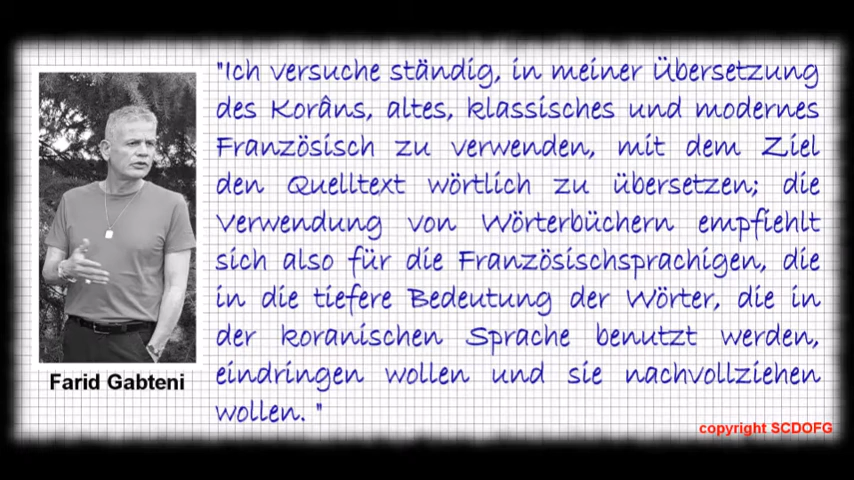 "Ich versuche ständig, in meiner Übersetzung
des Korâns, altes, klassisches und modernes
Französisch zu verwenden, mit dem Ziel
den Quelltext wörtlich zu übersetzen; die
Verwendung von Wörterbüchern empfiehlt
sich also für die Französischsprachigen, die
in die tiefere Bedeutung der Wörter, die in
der koranischen Sprache benutzt werden,
eindringen wollen und sie nachvollziehen
wollen. "
Farid Gabteni
copyright SCDOFG